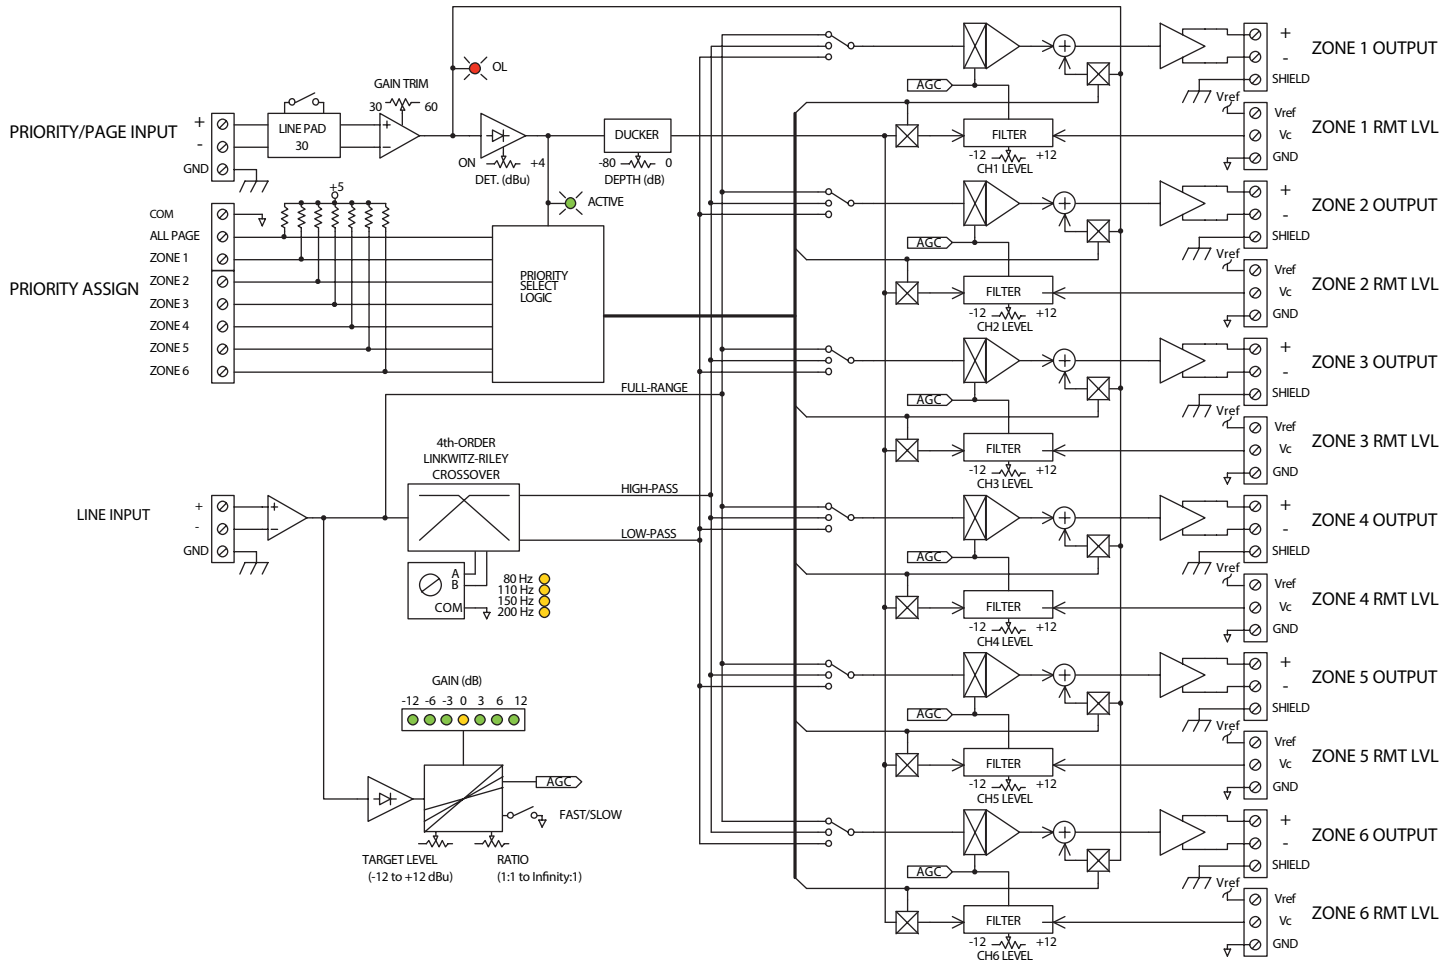 PRIORITY/PAGE INPUT
+
-
GND
LINE PAD
30
GAIN TRIM
30 60
+
−
OL
ON +4
DET. (dBu)
DUCKER
-80 0
DEPTH (dB)
ACTIVE
PRIORITY ASSIGN
COM
ALL PAGE
ZONE 1
ZONE 2
ZONE 3
ZONE 4
ZONE 5
ZONE 6
+5
PRIORITY
SELECT
LOGIC
FULL-RANGE
4th-ORDER
LINKWITZ-RILEY
CROSSOVER
HIGH-PASS
LOW-PASS
LINE INPUT
+
-
GND
+
−
A
B
COM
80 Hz
110 Hz
150 Hz
200 Hz
GAIN (dB)
-12 -6 -3 0 3 6 12
AGC
FAST/SLOW
TARGET LEVEL
(-12 to +12 dBu)
RATIO
(1:1 to Infinity:1)
AGC
+
FILTER
-12 +12
CH1 LEVEL
+
-
SHIELD
ZONE 1 OUTPUT
Vref
Vref
Vc
GND
ZONE 1 RMT LVL
AGC
+
FILTER
-12 +12
CH2 LEVEL
+
-
SHIELD
ZONE 2 OUTPUT
Vref
Vref
Vc
GND
ZONE 2 RMT LVL
AGC
+
FILTER
-12 +12
CH3 LEVEL
+
-
SHIELD
ZONE 3 OUTPUT
Vref
Vref
Vc
GND
ZONE 3 RMT LVL
AGC
+
FILTER
-12 +12
CH4 LEVEL
+
-
SHIELD
ZONE 4 OUTPUT
Vref
Vref
Vc
GND
ZONE 4 RMT LVL
AGC
+
FILTER
-12 +12
CH5 LEVEL
+
-
SHIELD
ZONE 5 OUTPUT
Vref
Vref
Vc
GND
ZONE 5 RMT LVL
AGC
+
FILTER
-12 +12
CH6 LEVEL
+
-
SHIELD
ZONE 6 OUTPUT
Vref
Vref
Vc
GND
ZONE 6 RMT LVL